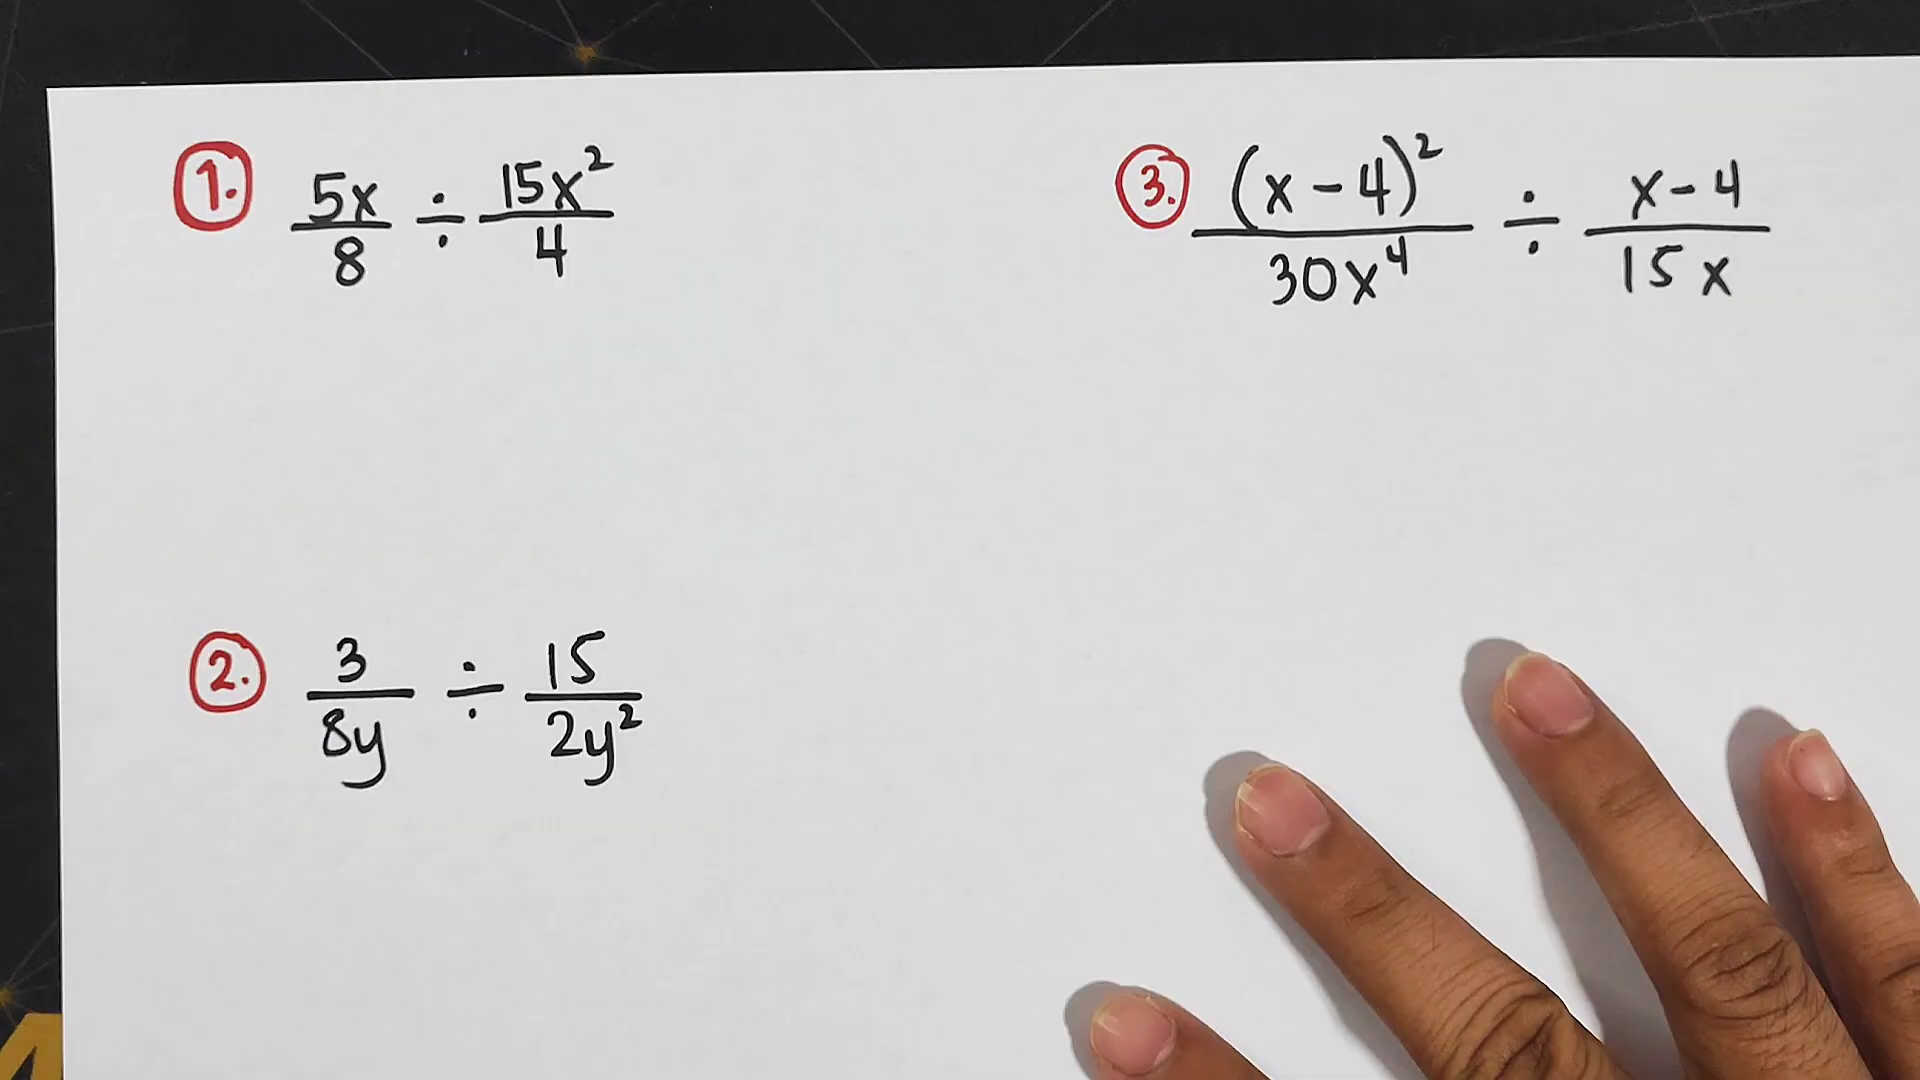 1. 5x/8 ÷ 15x²/4
2. 3/8y ÷ 15/2y²
3. (x-4)²/30x⁴ ÷ x-4/15x